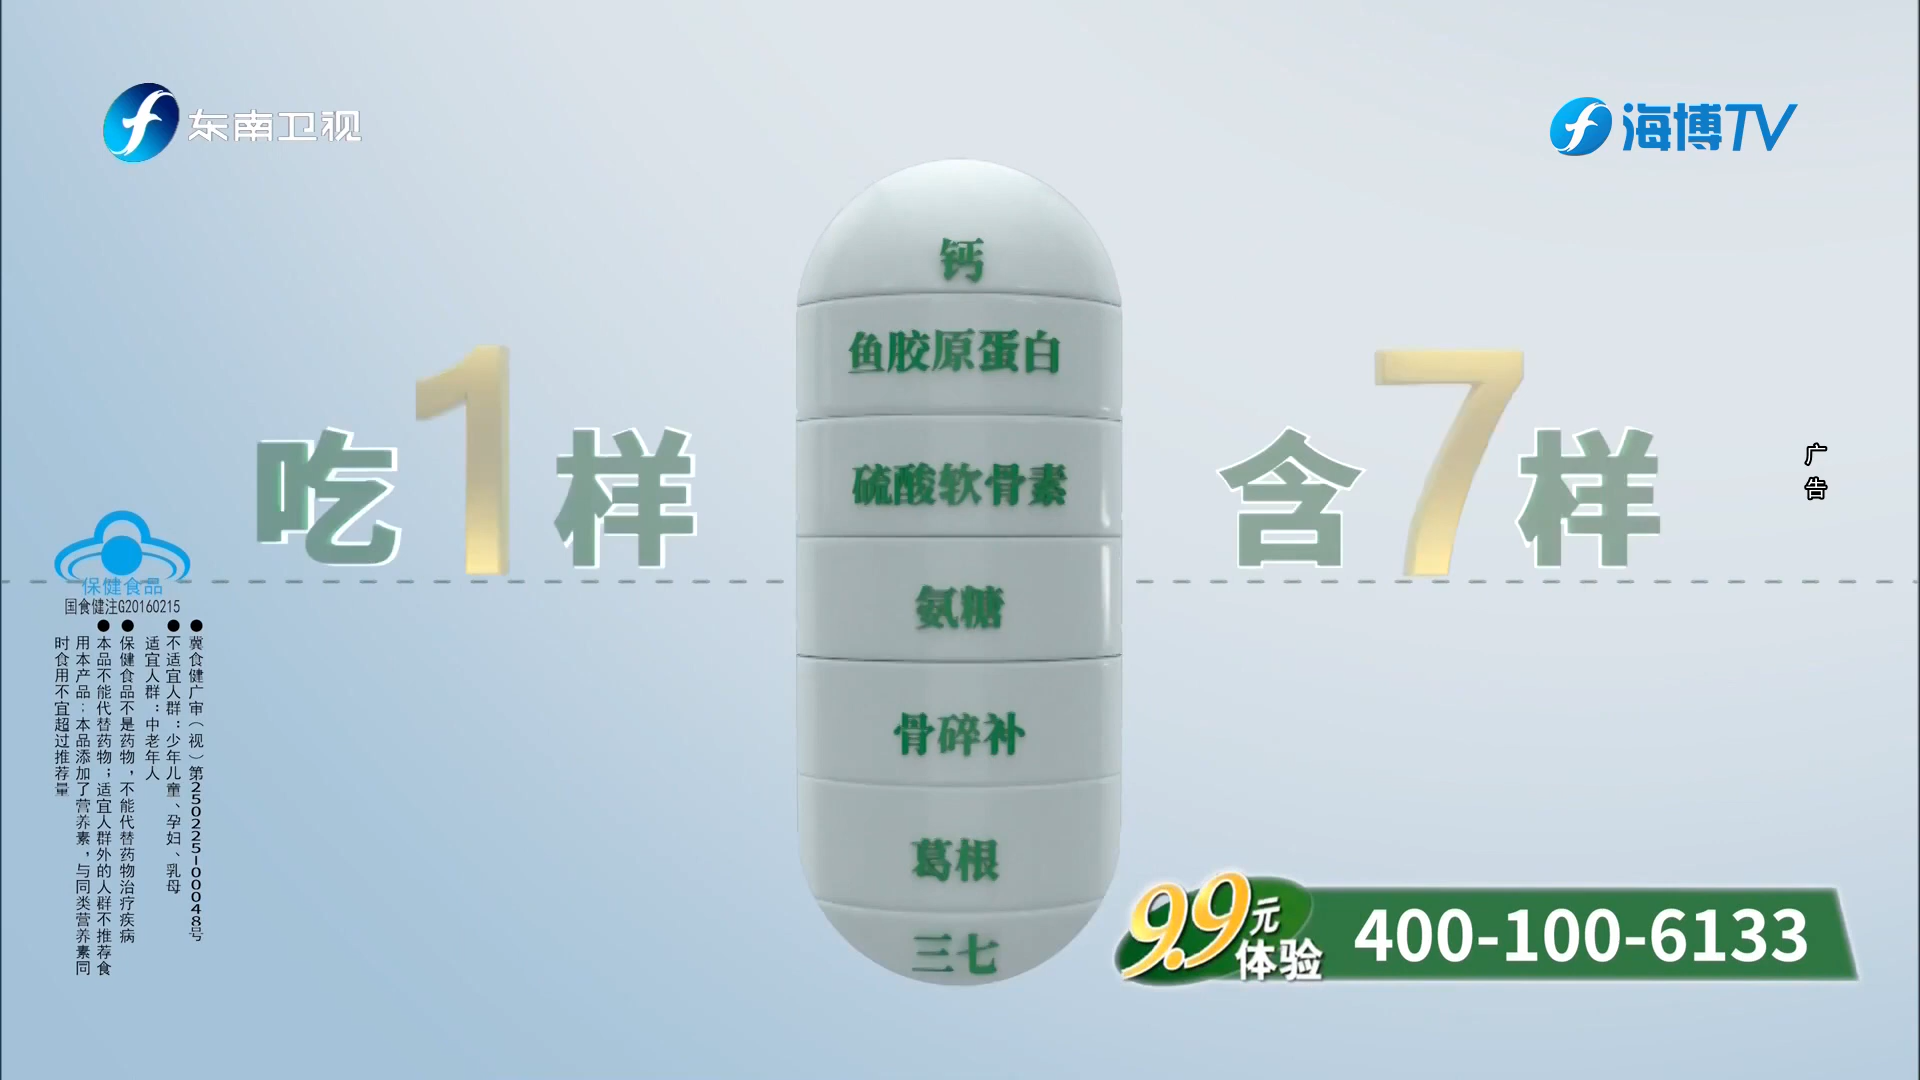 东南卫视
海博TV
吃1样
含7样
钙
鱼胶原蛋白
硫酸软骨素
氨糖
骨碎补
葛根
三七
广告
保健食品
国食健注G20160215
●冀食健广审（视）第250225-00048号
●不适宜人群：少年儿童、孕妇、乳母
适宜人群：中老年人
●保健食品不是药物，不能代替药物治疗疾病
●本品不能代替药物；适宜人群外的人群不推荐食
用本产品；本品添加了营养素，与同类营养素同
时食用不宜超过推荐量
9.9元体验
400-100-6133